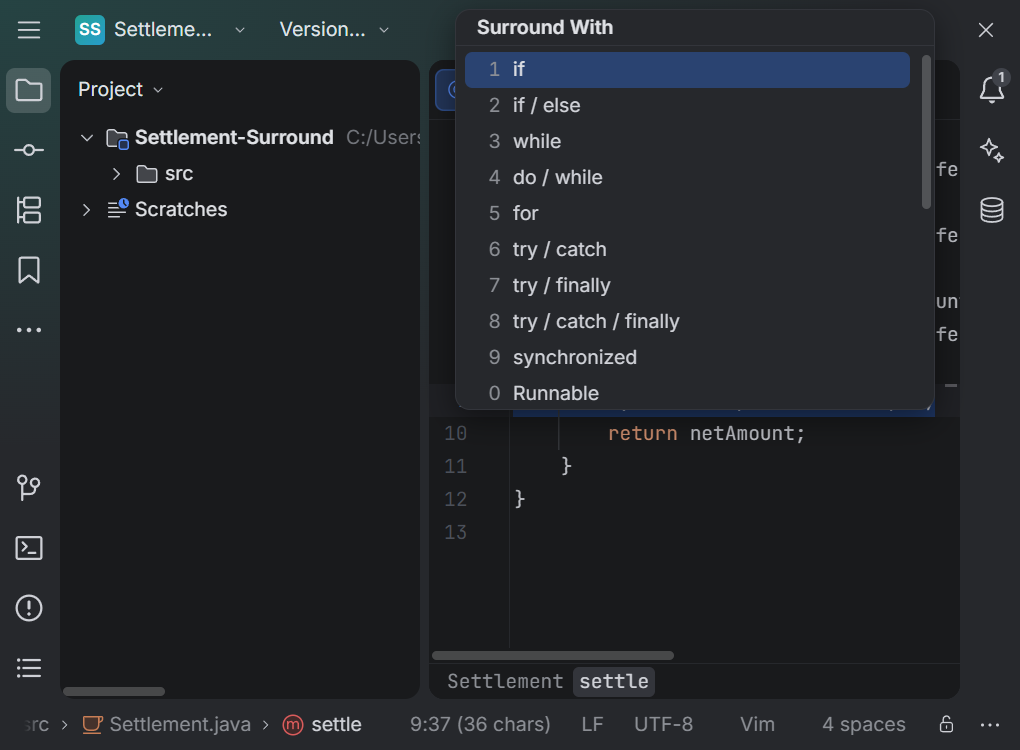 SS Settleme... Version...
Surround With
1 if
2 if / else
3 while
4 do / while
5 for
6 try / catch
7 try / finally
8 try / catch / finally
9 synchronized
0 Runnable
1
Project
Settlement-Surround C:/Users
src
Scratches
fe
fe
fe
10 return netAmount;
11 }
12 }
13
Settlement settle
src › Settlement.java › m settle 9:37 (36 chars) LF UTF-8 Vim 4 spaces